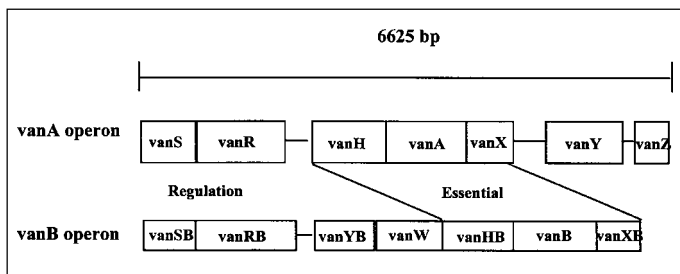 6625 bp
vanA operon
vanS vanR vanH vanA vanX vanY vanZ
Regulation Essential
vanB operon
vanSB vanRB vanYB vanW vanHB vanB vanXB